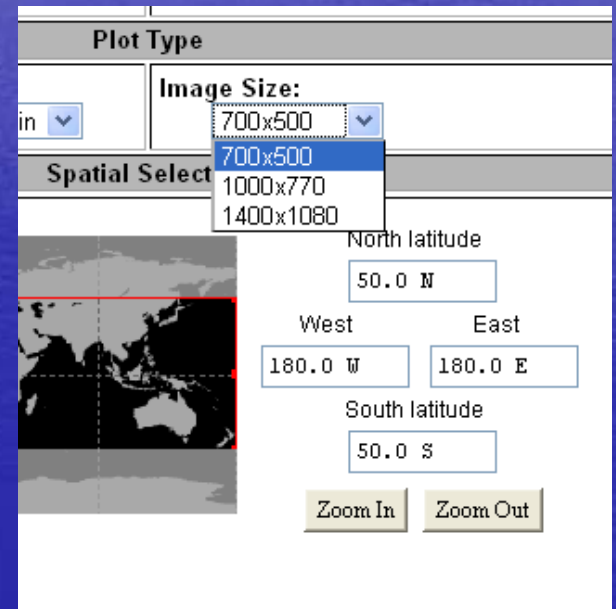 Plot Type
Image Size:
in 700x500
700x500
Spatial Select
1000x770
1400x1080
North latitude
50.0 N
West East
180.0 W 180.0 E
South latitude
50.0 S
Zoom In Zoom Out